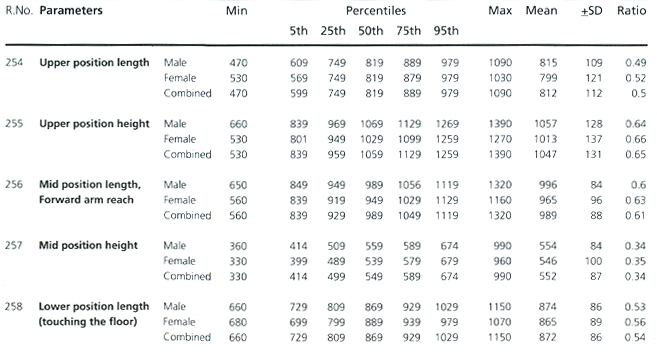 R.No. Parameters Min Percentiles Max Mean ±SD Ratio
5th 25th 50th 75th 95th
254 Upper position length Male 470 609 749 819 889 979 1090 815 109 0.49
Female 530 569 749 819 879 979 1030 799 121 0.52
Combined 470 599 749 819 889 979 1090 812 112 0.5
255 Upper position height Male 660 839 969 1069 1129 1269 1390 1057 128 0.64
Female 530 801 949 1029 1099 1259 1270 1013 137 0.66
Combined 530 839 959 1059 1129 1259 1390 1047 131 0.65
256 Mid position length, Male 650 849 949 989 1056 1119 1320 996 84 0.6
Forward arm reach Female 560 839 919 949 1029 1129 1160 965 96 0.63
Combined 560 839 929 989 1049 1119 1320 989 88 0.61
257 Mid position height Male 360 414 509 559 589 674 990 554 84 0.34
Female 330 399 489 539 579 679 960 546 100 0.35
Combined 330 414 499 549 589 674 990 552 87 0.34
258 Lower position length Male 660 729 809 869 929 1029 1150 874 86 0.53
(touching the floor) Female 680 699 799 889 939 979 1070 865 89 0.56
Combined 660 729 809 869 929 1029 1150 872 86 0.54